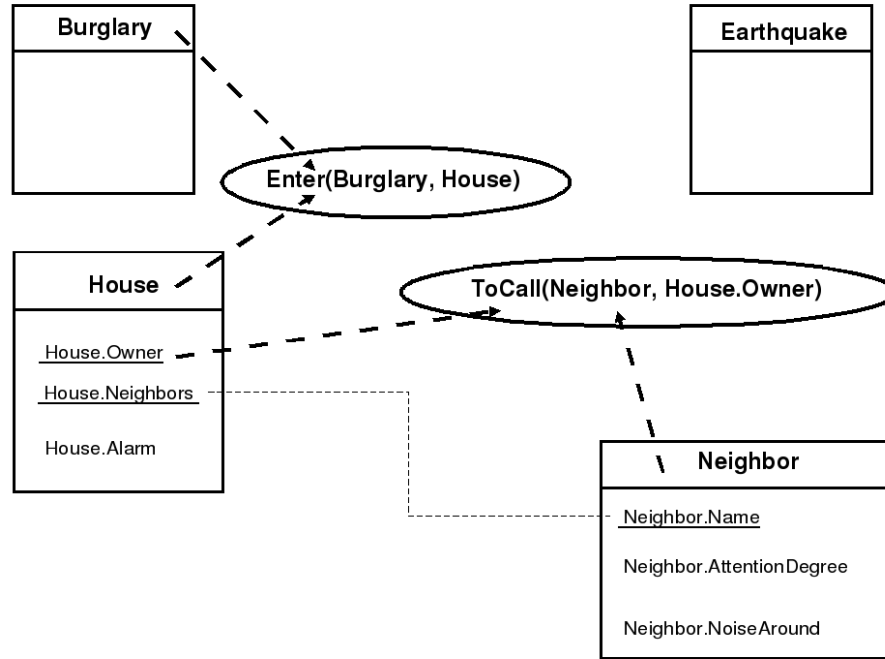 Burglary
Earthquake
Enter(Burglary, House)
House
ToCall(Neighbor, House.Owner)
House.Owner
House.Neighbors
House.Alarm
Neighbor
Neighbor.Name
Neighbor.AttentionDegree
Neighbor.NoiseAround